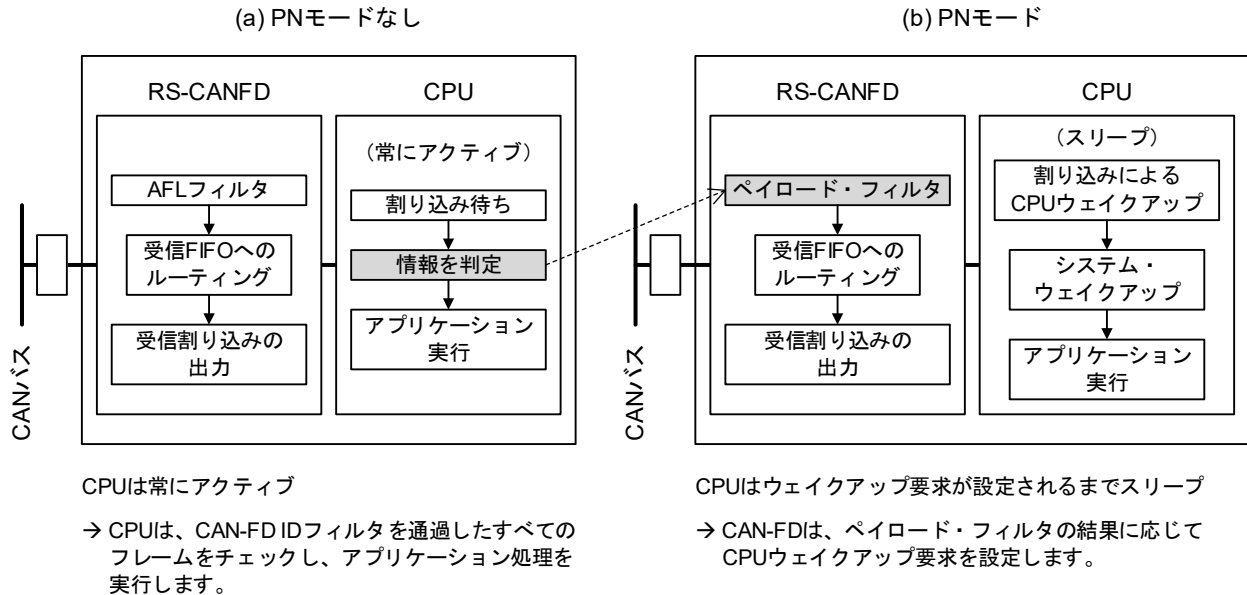 (a) PNモードなし
RS-CANFD
CPU
AFLフィルタ
受信FIFOへの
ルーティング
受信割り込みの
出力
（常にアクティブ）
割り込み待ち
情報を判定
アプリケーション
実行
CANバス
CPUは常にアクティブ
→ CPUは、CAN-FD IDフィルタを通過したすべての
フレームをチェックし、アプリケーション処理を
実行します。
(b) PNモード
RS-CANFD
CPU
ペイロード・フィルタ
受信FIFOへの
ルーティング
受信割り込みの
出力
（スリープ）
割り込みによる
CPUウェイクアップ
システム・
ウェイクアップ
アプリケーション
実行
CANバス
CPUはウェイクアップ要求が設定されるまでスリープ
→ CAN-FDは、ペイロード・フィルタの結果に応じて
CPUウェイクアップ要求を設定します。